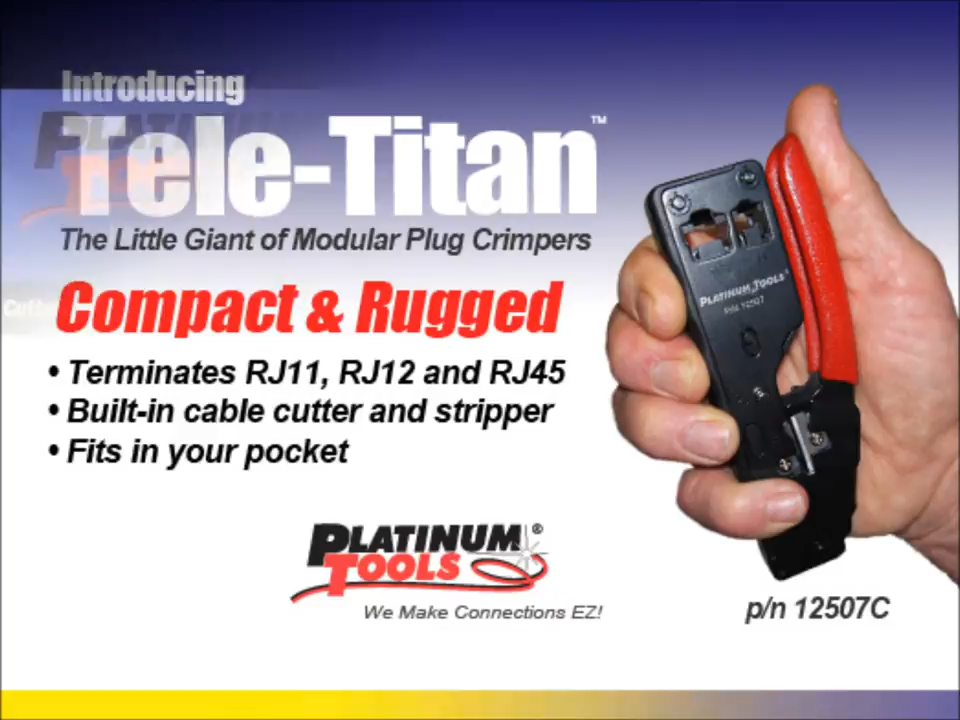 Introducing
Tele-Titan™
The Little Giant of Modular Plug Crimpers
Compact & Rugged
• Terminates RJ11, RJ12 and RJ45
• Built-in cable cutter and stripper
• Fits in your pocket
PLATINUM TOOLS®
P/N 12507
PLATINUM®
TOOLS
We Make Connections EZ!
p/n 12507C